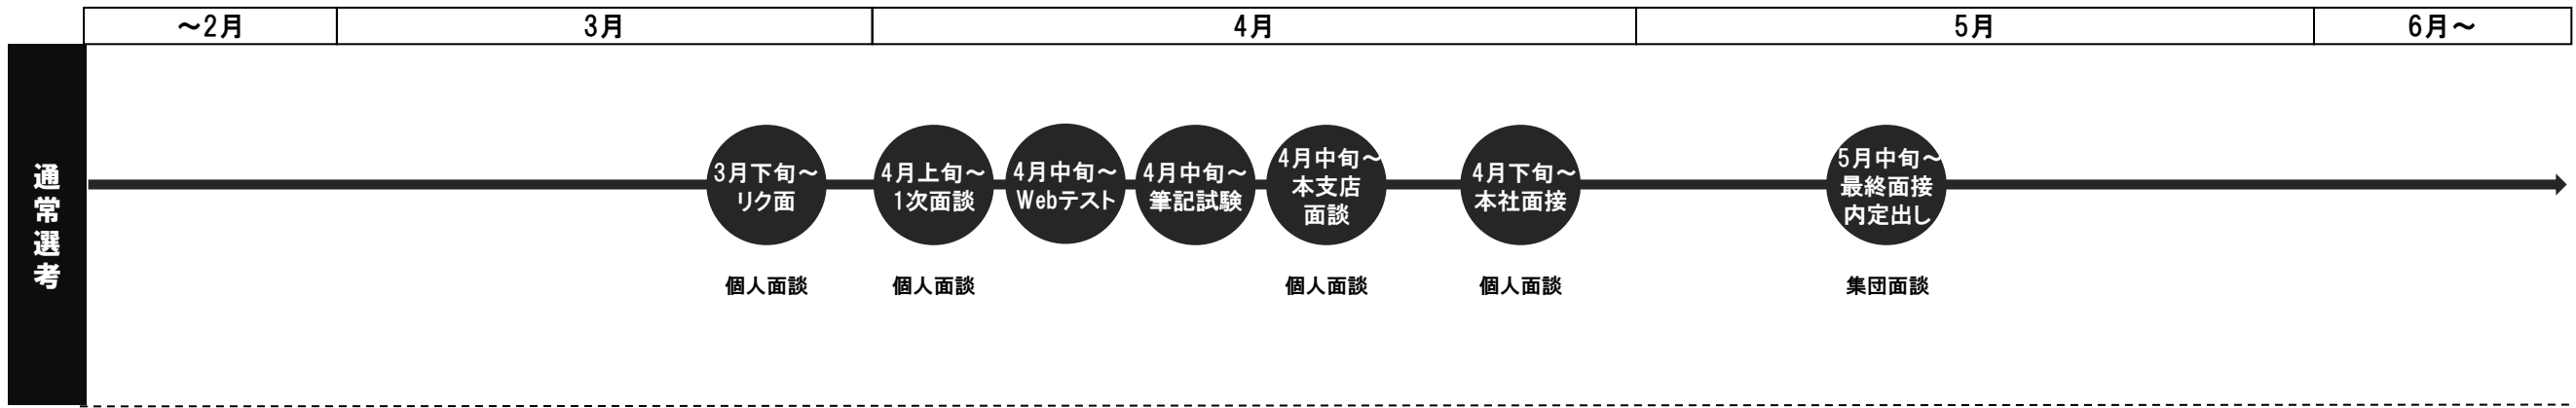 ～2月
3月
4月
5月
6月～
通常選考
3月下旬～
リク面
個人面談
4月上旬～
1次面談
個人面談
4月中旬～
Webテスト
4月中旬～
筆記試験
4月中旬～
本支店
面談
個人面談
4月下旬～
本社面接
個人面談
5月中旬～
最終面接
内定出し
集団面談